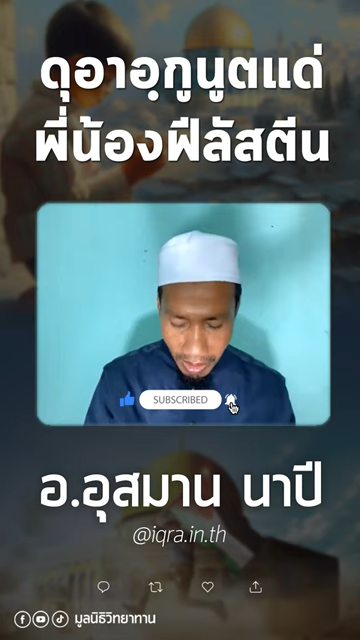 ดุอาอฺกูนูตแด่
พี่น้องฟีลัสตีน
SUBSCRIBED
อ.อุสมาน นาปี
@iqra.in.th
มูลนิธิวิทยาทาน